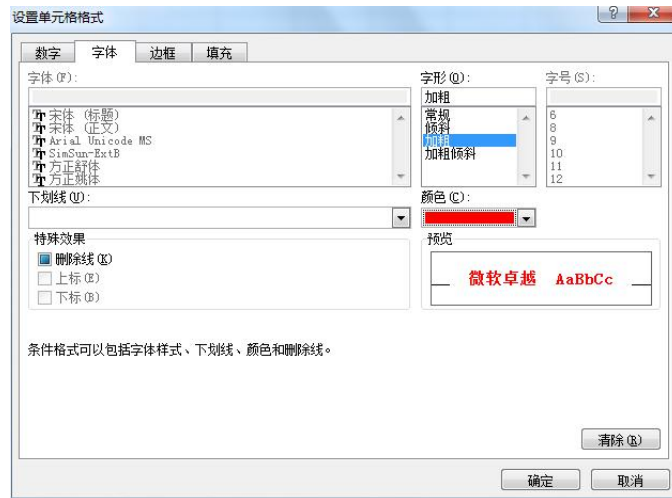 设置单元格格式
数字 字体 边框 填充
字体(F): 字形(O): 字号(S):
加粗
宋体 (标题) 常规 6
宋体 (正文) 倾斜 8
Arial Unicode MS 加粗 9
SimSun-ExtB 加粗倾斜 10
方正舒体 11
方正姚体 12
下划线(U): 颜色(C):
特殊效果 预览
删除线(K)
上标(E)
下标(B)
微软卓越 AaBbCc
条件格式可以包括字体样式、下划线、颜色和删除线。
清除(R)
确定 取消